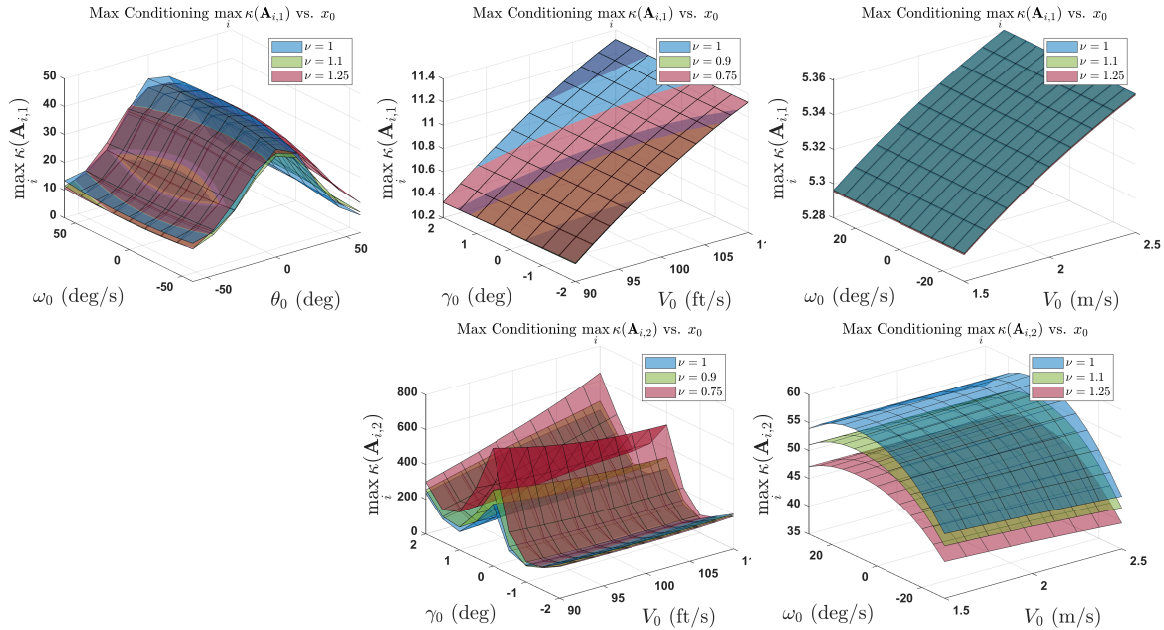 Max Conditioning max κ(A_{i,1}) vs. x_0
i
ν = 1
ν = 1.1
ν = 1.25
50
40
30
20
10
0
max κ(A_{i,1})
i
50
0
-50
ω_0 (deg/s)
-50
0
50
θ_0 (deg)
Max Conditioning max κ(A_{i,1}) vs. x_0
i
ν = 1
ν = 0.9
ν = 0.75
11.4
11.2
11
10.8
10.6
10.4
10.2
max κ(A_{i,1})
i
2
1
0
-1
-2
γ_0 (deg)
90
95
100
105
V_0 (ft/s)
Max Conditioning max κ(A_{i,1}) vs. x_0
i
ν = 1
ν = 1.1
ν = 1.25
5.36
5.34
5.32
5.3
5.28
max κ(A_{i,1})
i
20
0
-20
ω_0 (deg/s)
1.5
2
2.5
V_0 (m/s)
Max Conditioning max κ(A_{i,2}) vs. x_0
i
ν = 1
ν = 0.9
ν = 0.75
800
600
400
200
0
max κ(A_{i,2})
i
2
1
0
-1
-2
γ_0 (deg)
90
95
100
105
V_0 (ft/s)
Max Conditioning max κ(A_{i,2}) vs. x_0
i
ν = 1
ν = 1.1
ν = 1.25
60
55
50
45
40
35
max κ(A_{i,2})
i
20
0
-20
ω_0 (deg/s)
1.5
2
2.5
V_0 (m/s)